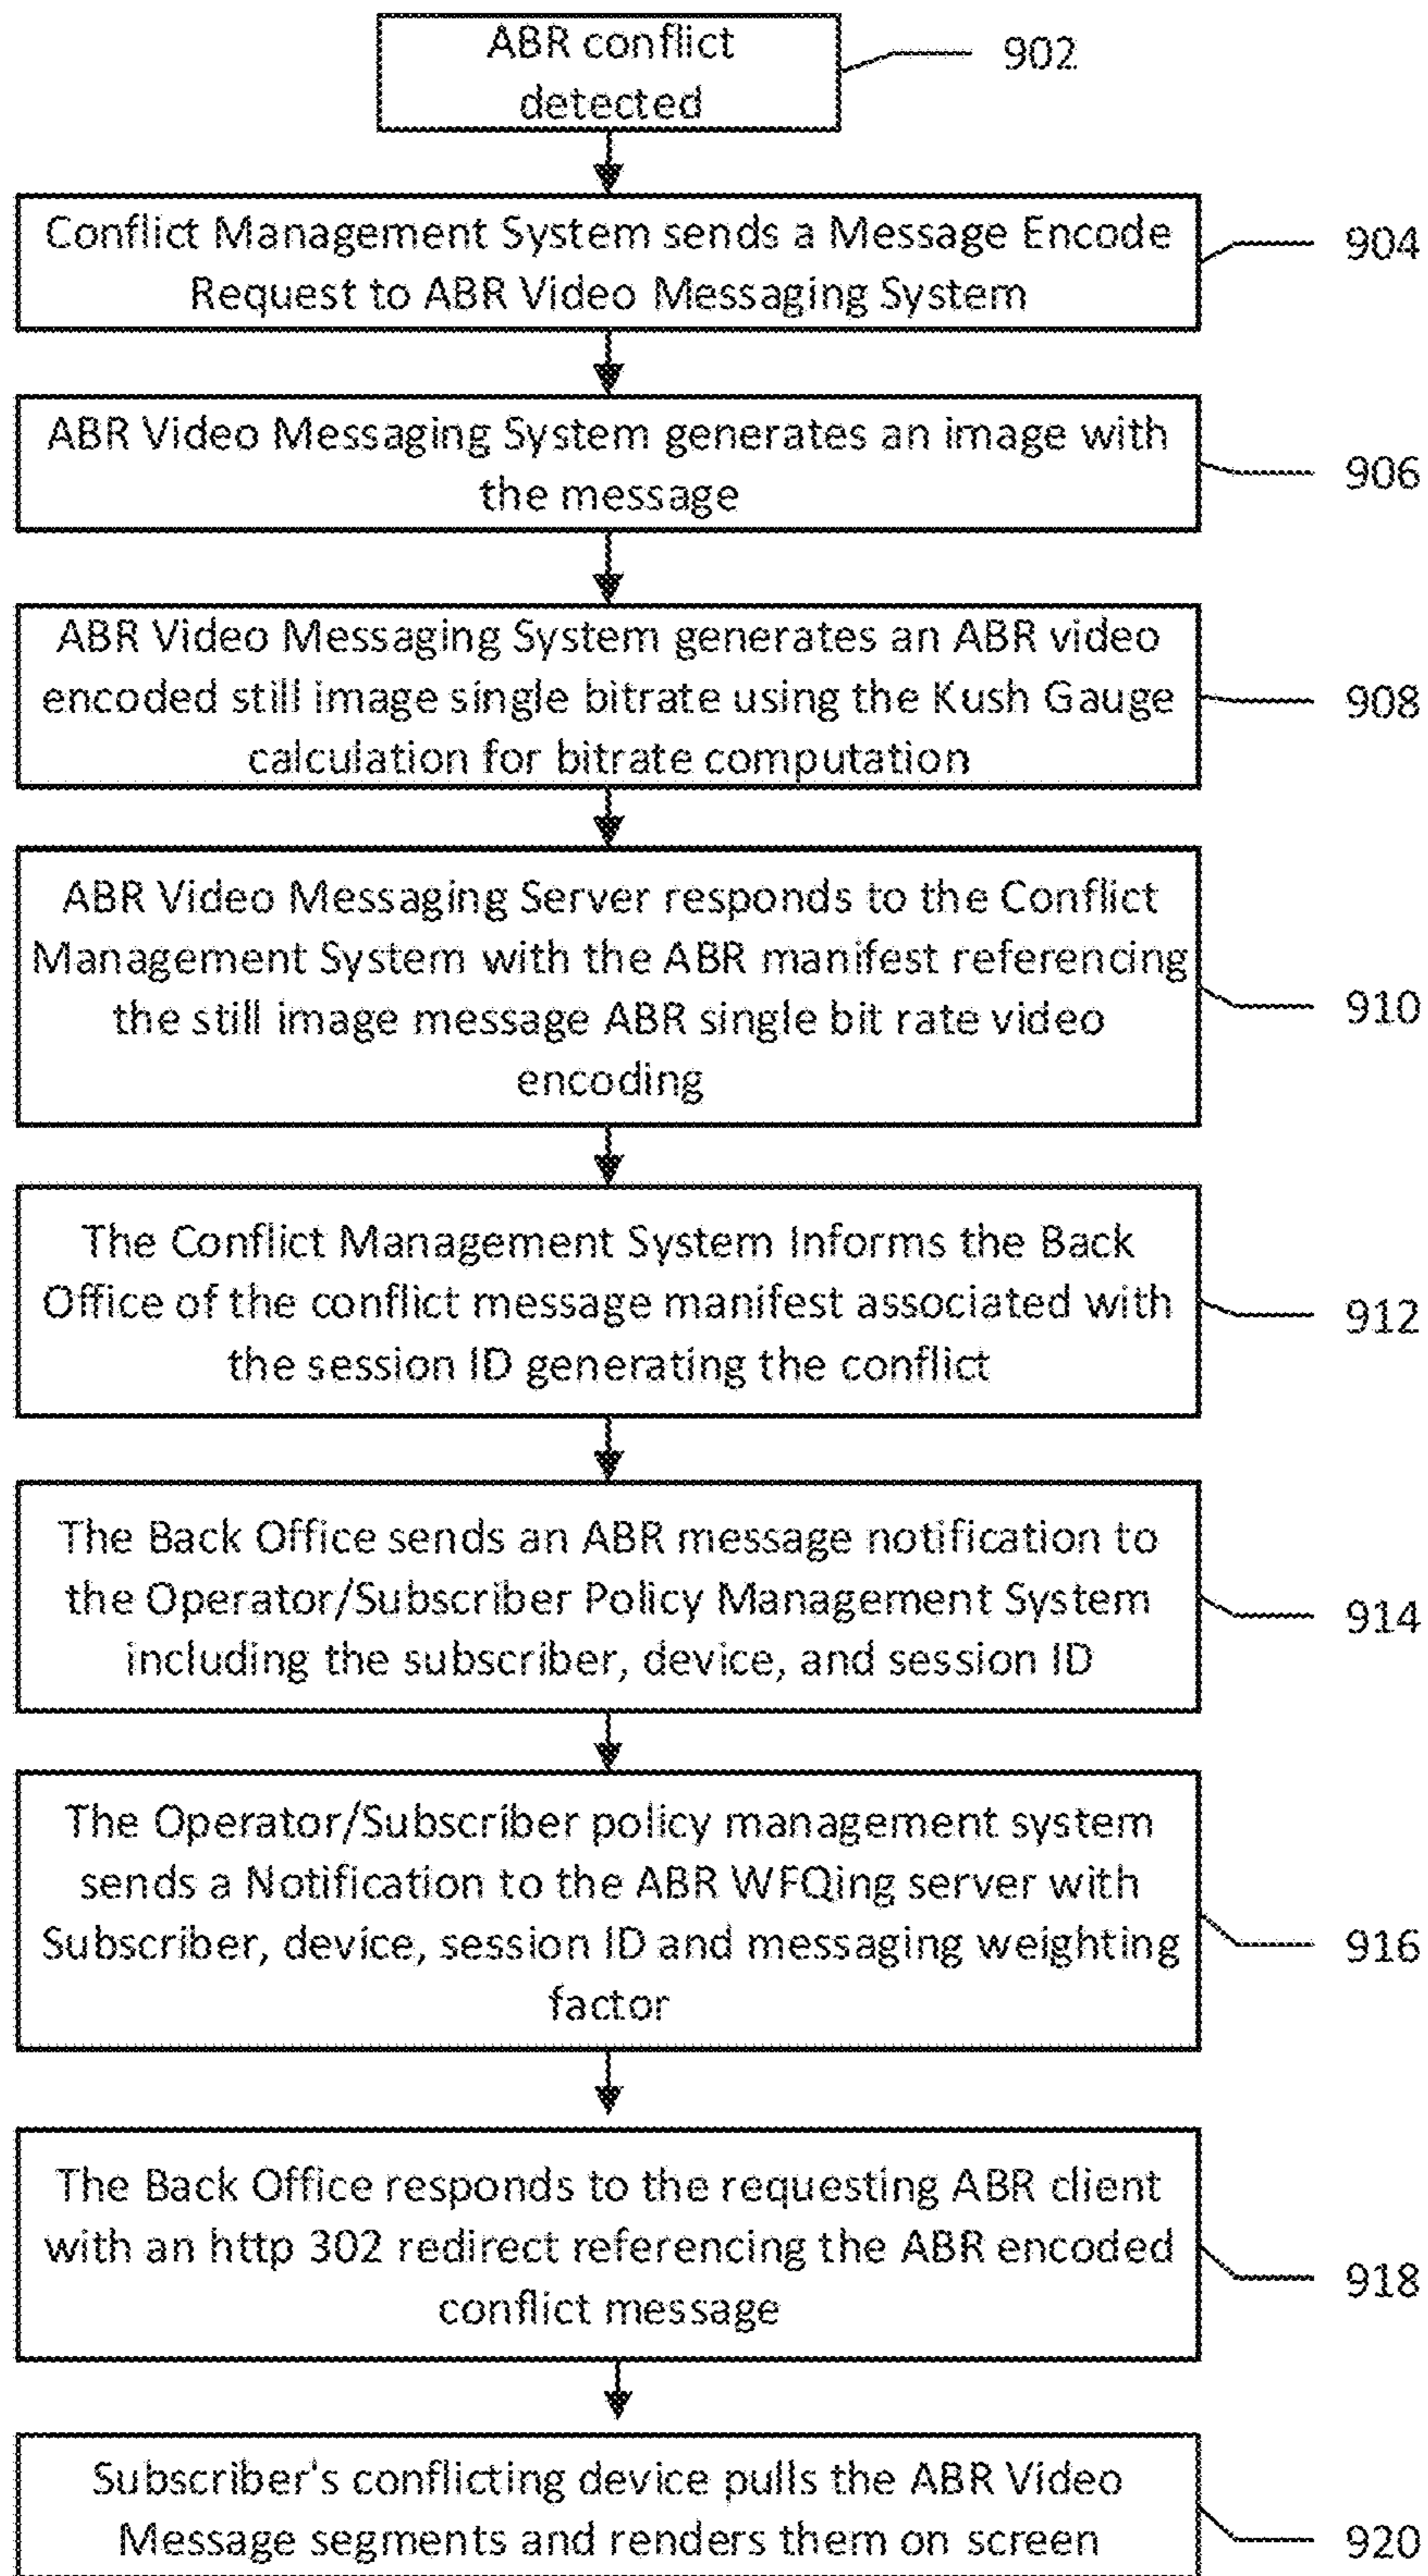 ABR conflict
detected
902
Conflict Management System sends a Message Encode
Request to ABR Video Messaging System
904
ABR Video Messaging System generates an image with
the message
906
ABR Video Messaging System generates an ABR video
encoded still image single bitrate using the Kush Gauge
calculation for bitrate computation
908
ABR Video Messaging Server responds to the Conflict
Management System with the ABR manifest referencing
the still image message ABR single bit rate video
encoding
910
The Conflict Management System Informs the Back
Office of the conflict message manifest associated with
the session ID generating the conflict
912
The Back Office sends an ABR message notification to
the Operator/Subscriber Policy Management System
including the subscriber, device, and session ID
914
The Operator/Subscriber policy management system
sends a Notification to the ABR WFQing server with
Subscriber, device, session ID and messaging weighting
factor
916
The Back Office responds to the requesting ABR client
with an http 302 redirect referencing the ABR encoded
conflict message
918
Subscriber's conflicting device pulls the ABR Video
Message segments and renders them on screen
920